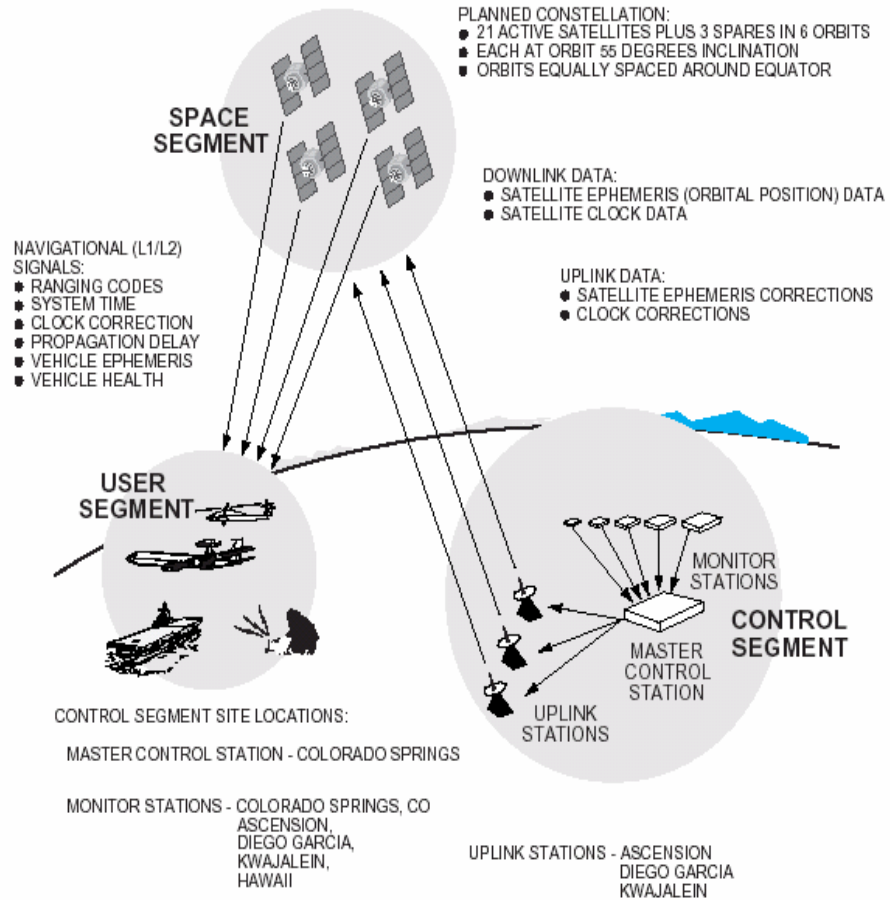 PLANNED CONSTELLATION:
● 21 ACTIVE SATELLITES PLUS 3 SPARES IN 6 ORBITS
● EACH AT ORBIT 55 DEGREES INCLINATION
● ORBITS EQUALLY SPACED AROUND EQUATOR
SPACE
SEGMENT
DOWNLINK DATA:
● SATELLITE EPHEMERIS (ORBITAL POSITION) DATA
● SATELLITE CLOCK DATA
NAVIGATIONAL (L1/L2)
SIGNALS:
● RANGING CODES
● SYSTEM TIME
● CLOCK CORRECTION
● PROPAGATION DELAY
● VEHICLE EPHEMERIS
● VEHICLE HEALTH
UPLINK DATA:
● SATELLITE EPHEMERIS CORRECTIONS
● CLOCK CORRECTIONS
USER
SEGMENT
MONITOR
STATIONS
CONTROL
SEGMENT
MASTER
CONTROL
STATION
UPLINK
STATIONS
CONTROL SEGMENT SITE LOCATIONS:
MASTER CONTROL STATION - COLORADO SPRINGS
MONITOR STATIONS - COLORADO SPRINGS, CO
ASCENSION,
DIEGO GARCIA,
KWAJALEIN,
HAWAII
UPLINK STATIONS - ASCENSION
DIEGO GARCIA
KWAJALEIN